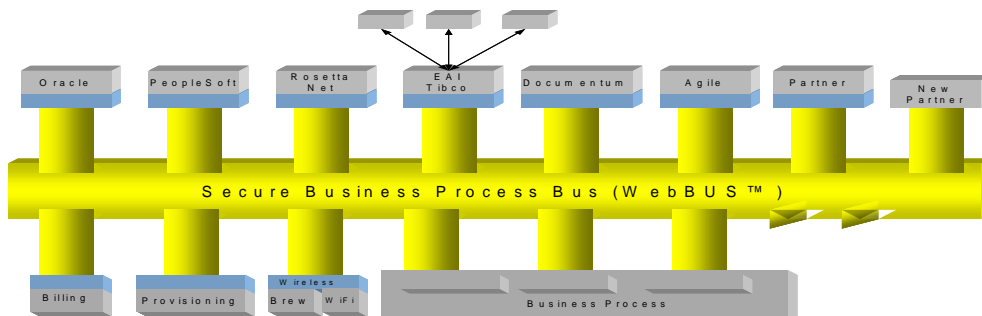 Oracle
PeopleSoft
Rosetta
Net
EAI
Tibco
Documentum
Agile
Partner
New
Partner
Secure Business Process Bus (WebBUS™ )
Billing
Provisioning
Wireless
Brew
WiFi
Business Process